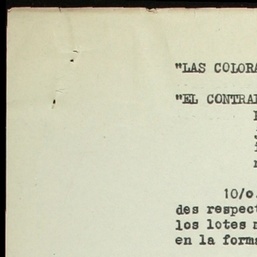 "LAS COLORA
"EL CONTRA
10/o.
des respect
los lotes
en la forma